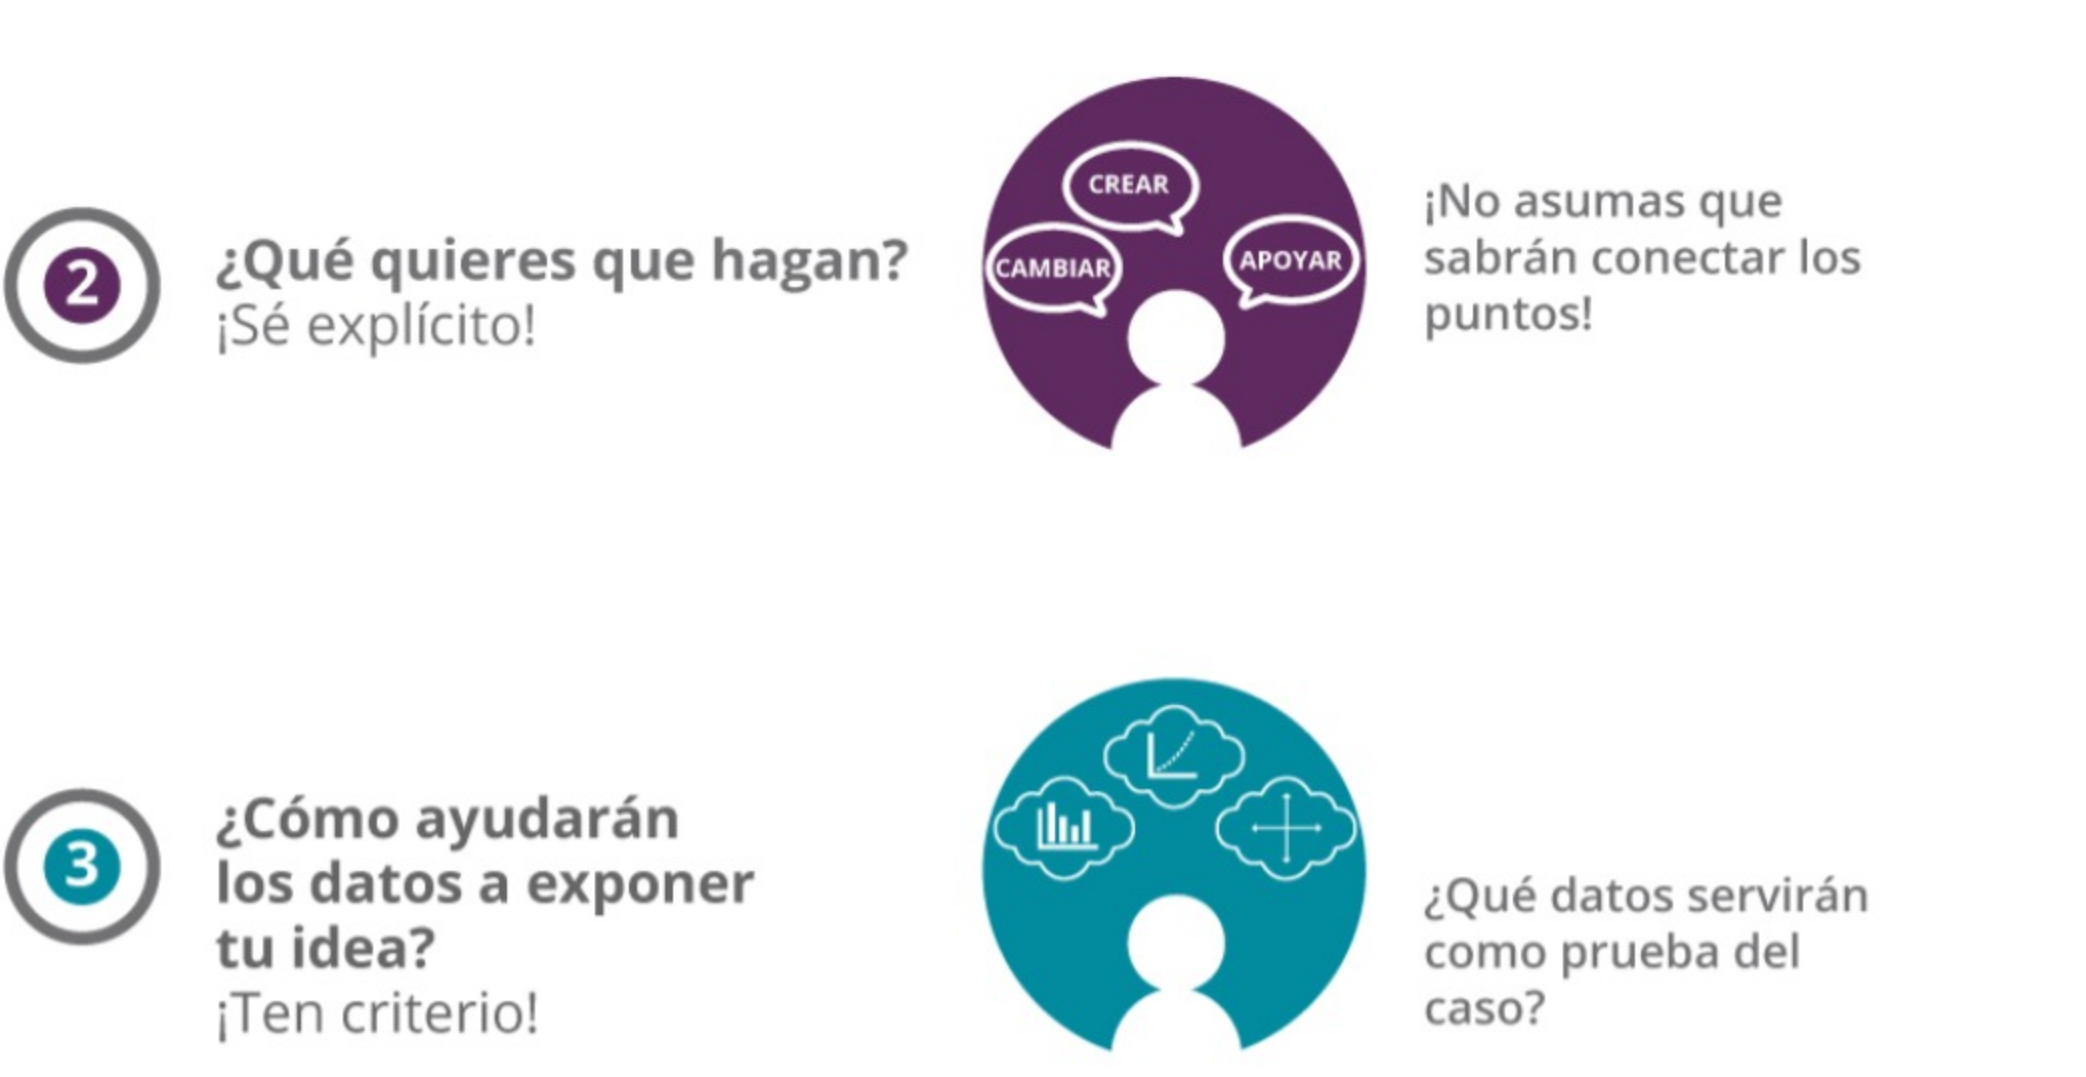 2
¿Qué quieres que hagan?
¡Sé explícito!
CREAR
CAMBIAR
APOYAR
¡No asumas que
sabrán conectar los
puntos!
3
¿Cómo ayudarán
los datos a exponer
tu idea?
¡Ten criterio!
¿Qué datos servirán
como prueba del
caso?